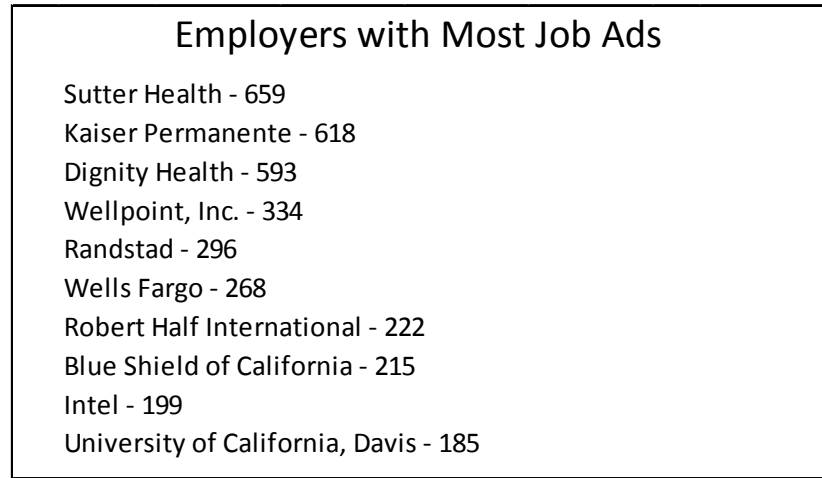 Employers with Most Job Ads
Sutter Health - 659
Kaiser Permanente - 618
Dignity Health - 593
Wellpoint, Inc. - 334
Randstad - 296
Wells Fargo - 268
Robert Half International - 222
Blue Shield of California - 215
Intel - 199
University of California, Davis - 185